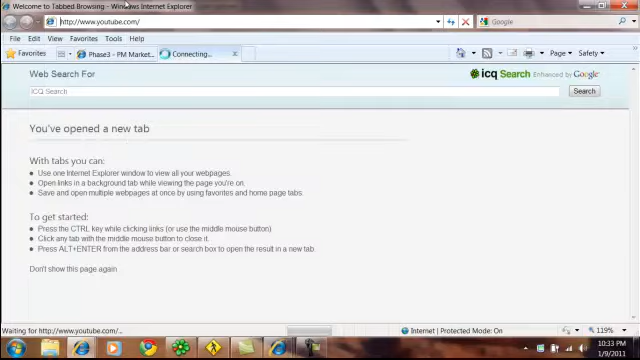 Welcome to Tabbed Browsing - Windows Internet Explorer
http://www.youtube.com/
Google
File Edit View Favorites Tools Help
Favorites Phase3 - PM Market... Connecting... Page Safety
Web Search For
icq Search Enhanced by Google
ICQ Search Search
You've opened a new tab
With tabs you can:
Use one Internet Explorer window to view all your webpages.
Open links in a background tab while viewing the page you're on.
Save and open multiple webpages at once by using favorites and home page tabs.
To get started:
Press the CTRL key while clicking links (or use the middle mouse button)
Click any tab with the middle mouse button to close it.
Press ALT+ENTER from the address bar or search box to open the result in a new tab.
Don't show this page again
Waiting for http://www.youtube.com/... Internet | Protected Mode: On 119%
10:33 PM
1/9/2011